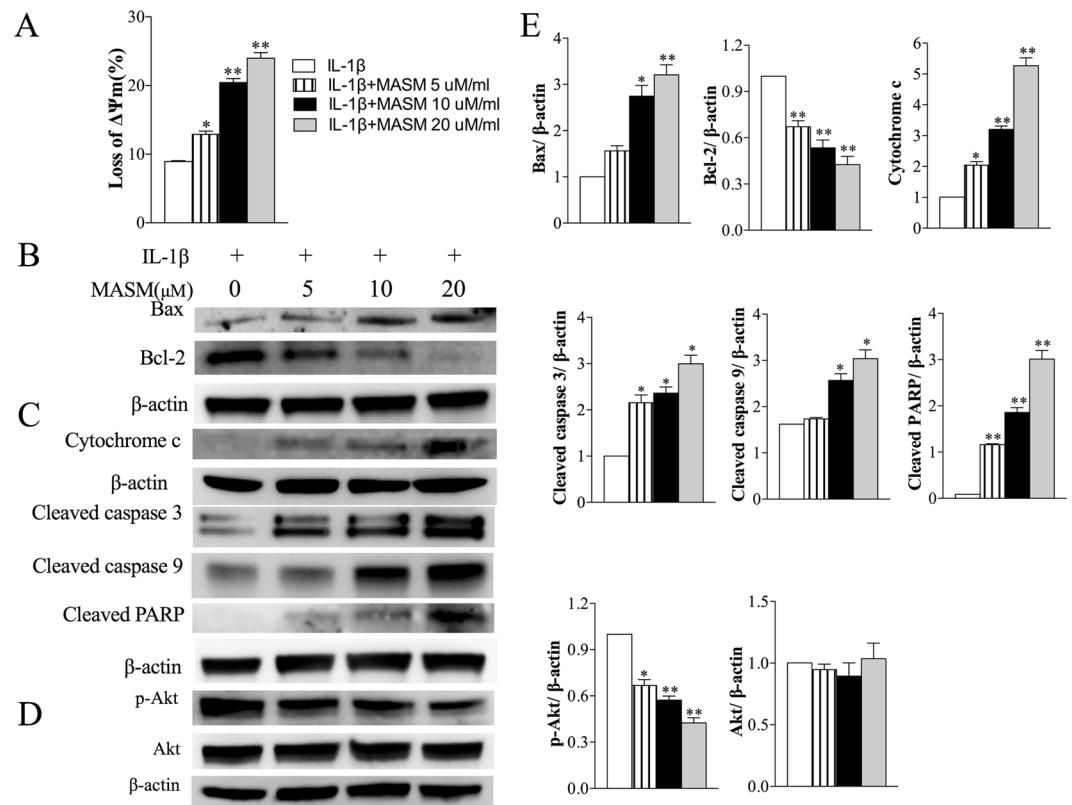 A
Loss of ΔΨm(%)
30
20
10
0
*
**
**
IL-1β
IL-1β+MASM 5 uM/ml
IL-1β+MASM 10 uM/ml
IL-1β+MASM 20 uM/ml
B
IL-1β + + + +
MASM(μM) 0 5 10 20
Bax
Bcl-2
β-actin
C
Cytochrome c
β-actin
Cleaved caspase 3
Cleaved caspase 9
Cleaved PARP
β-actin
D
p-Akt
Akt
β-actin
E
Bax/ β-actin
4
3
2
1
0
*
**
Bcl-2/ β-actin
1.2
0.9
0.6
0.3
0.0
**
**
**
Cytochrome c
6
5
4
3
2
1
0
*
**
**
Cleaved caspase 3/ β-actin
4
3
2
1
0
*
*
*
Cleaved caspase 9/ β-actin
4
3
2
1
0
*
*
Cleaved PARP/ β-actin
4
3
2
1
0
**
**
**
p-Akt/ β-actin
1.2
0.9
0.6
0.3
0.0
*
**
**
Akt/ β-actin
1.5
1.0
0.5
0.0